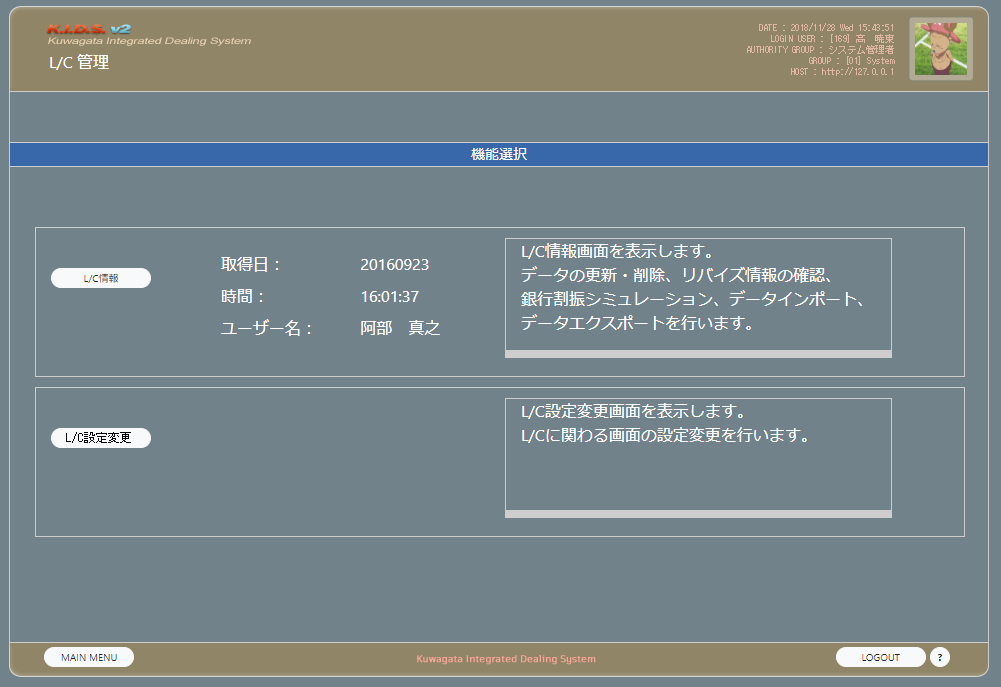 K.I.D.S. v2
Kuwagata Integrated Dealing System
L/C 管理
DATE : 2018/11/28 Wed 15:43:51
LOGIN USER : [169] 高　暁東
AUTHORITY GROUP : システム管理者
GROUP : [01] System
HOST : http://127.0.0.1
機能選択
L/C情報
取得日： 20160923
時間： 16:01:37
ユーザー名： 阿部　真之
L/C情報画面を表示します。
データの更新・削除、リバイズ情報の確認、
銀行割振シミュレーション、データインポート、
データエクスポートを行います。
L/C設定変更
L/C設定変更画面を表示します。
L/Cに関わる画面の設定変更を行います。
MAIN MENU
Kuwagata Integrated Dealing System
LOGOUT
?